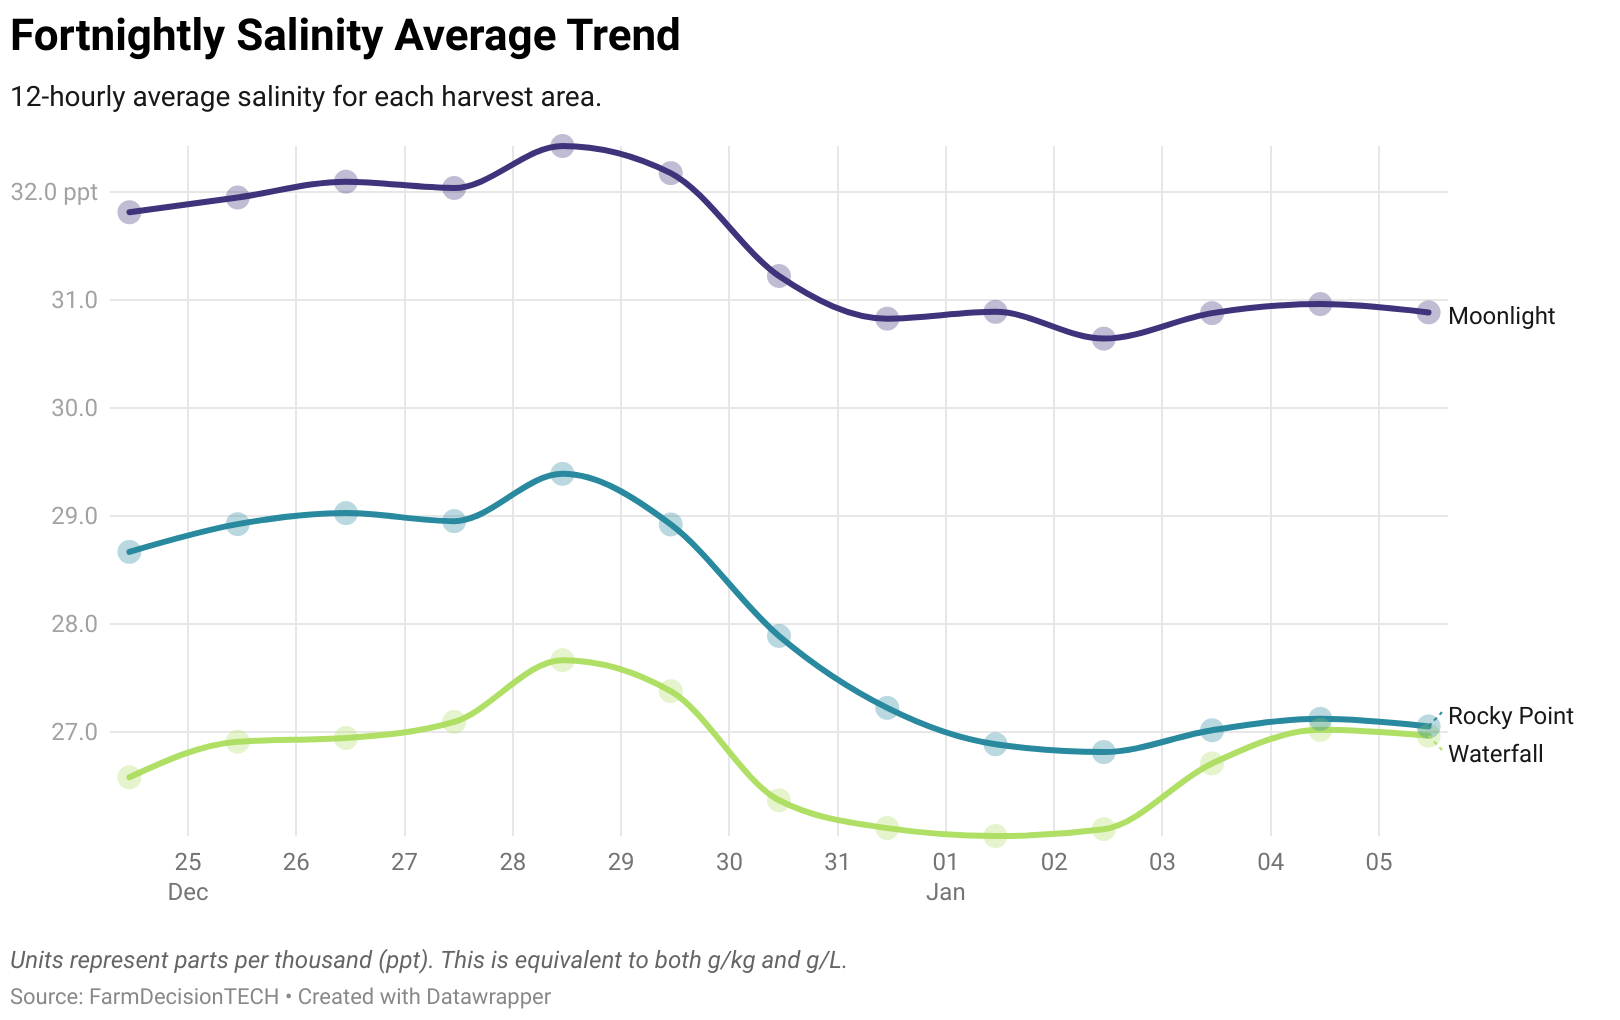 Fortnightly Salinity Average Trend
12-hourly average salinity for each harvest area.
32.0 ppt
31.0
30.0
29.0
28.0
27.0
Moonlight
Rocky Point
Waterfall
25 26 27 28 29 30 31 01 02 03 04 05
Dec Jan
Units represent parts per thousand (ppt). This is equivalent to both g/kg and g/L.
Source: FarmDecisionTECH • Created with Datawrapper